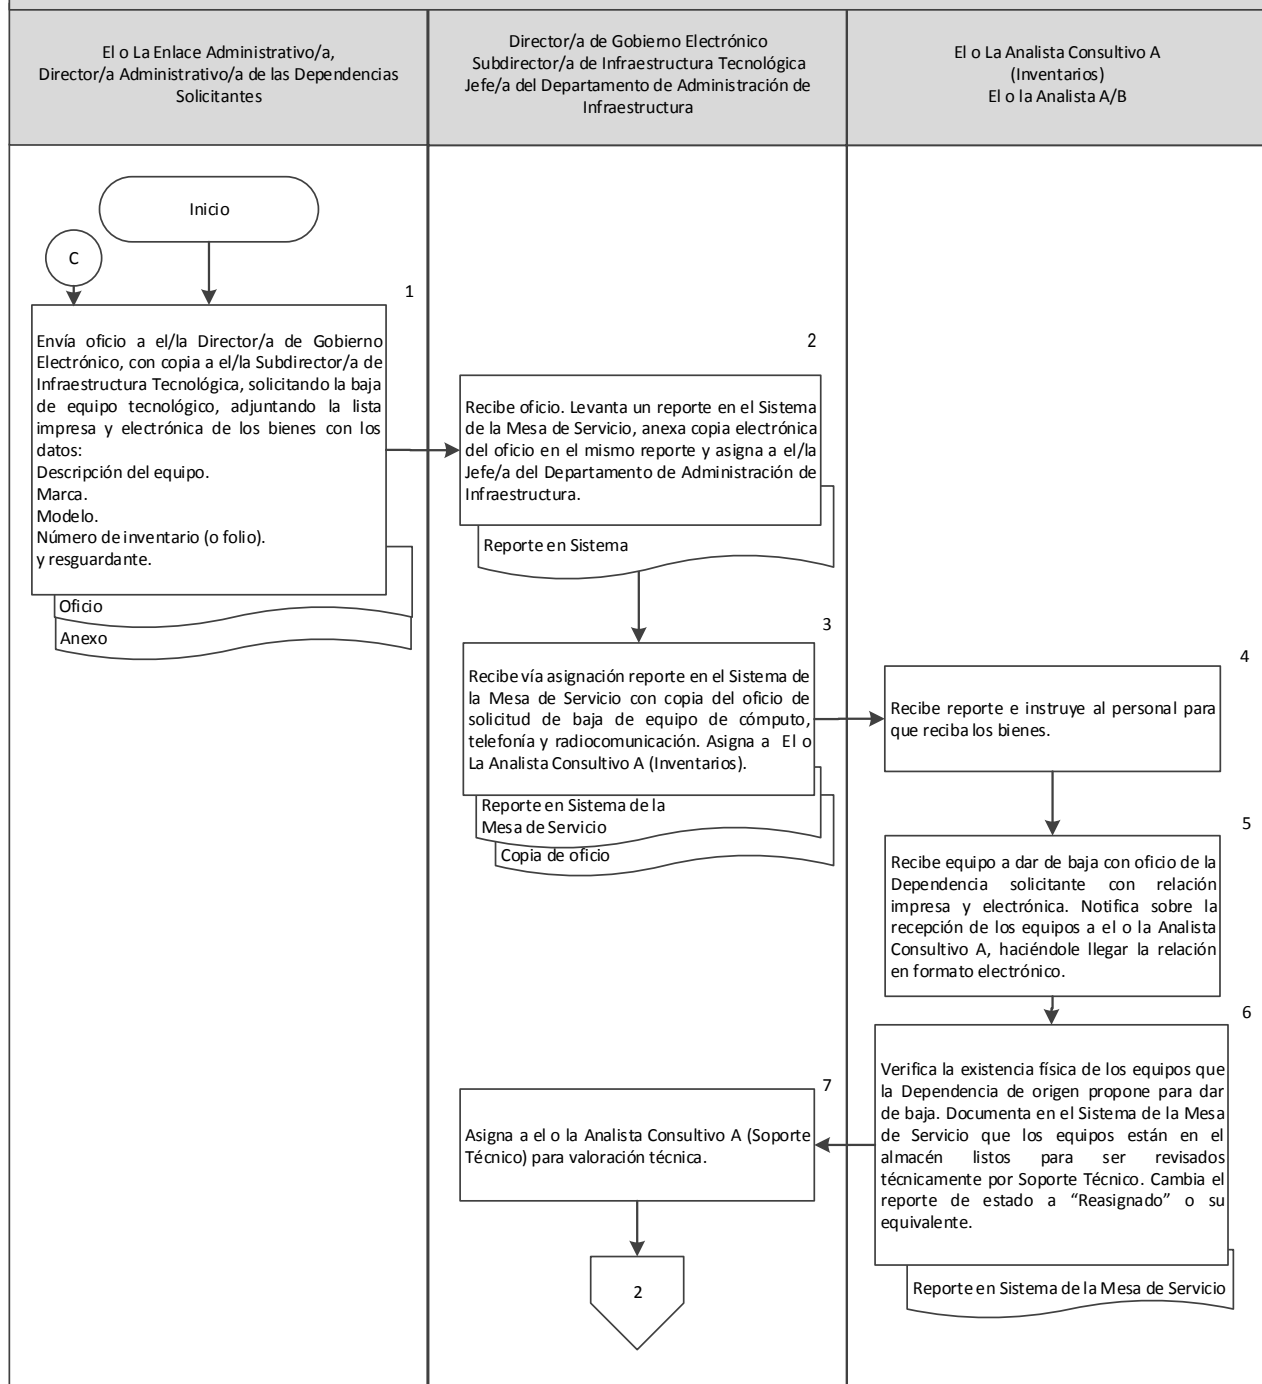 El o La Enlace Administrativo/a,
Director/a Administrativo/a de las Dependencias
Solicitantes
Director/a de Gobierno Electrónico
Subdirector/a de Infraestructura Tecnológica
Jefe/a del Departamento de Administración de
Infraestructura
El o La Analista Consultivo A
(Inventarios)
El o la Analista A/B
Inicio
C
1
Envía oficio a el/la Director/a de Gobierno
Electrónico, con copia a el/la Subdirector/a de
Infraestructura Tecnológica, solicitando la baja
de equipo tecnológico, adjuntando la lista
impresa y electrónica de los bienes con los
datos:
Descripción del equipo.
Marca.
Modelo.
Número de inventario (o folio).
y resguardante.
Oficio
Anexo
2
Recibe oficio. Levanta un reporte en el Sistema
de la Mesa de Servicio, anexa copia electrónica
del oficio en el mismo reporte y asigna a el/la
Jefe/a del Departamento de Administración de
Infraestructura.
Reporte en Sistema
3
Recibe vía asignación reporte en el Sistema de
la Mesa de Servicio con copia del oficio de
solicitud de baja de equipo de cómputo,
telefonía y radiocomunicación. Asigna a El o
La Analista Consultivo A (Inventarios).
Reporte en Sistema de la
Mesa de Servicio
Copia de oficio
4
Recibe reporte e instruye al personal para
que reciba los bienes.
5
Recibe equipo a dar de baja con oficio de la
Dependencia solicitante con relación
impresa y electrónica. Notifica sobre la
recepción de los equipos a el o la Analista
Consultivo A, haciéndole llegar la relación
en formato electrónico.
6
Verifica la existencia física de los equipos que
la Dependencia de origen propone para dar
de baja. Documenta en el Sistema de la Mesa
de Servicio que los equipos están en el
almacén listos para ser revisados
técnicamente por Soporte Técnico. Cambia el
reporte de estado a “Reasignado” o su
equivalente.
Reporte en Sistema de la Mesa de Servicio
7
Asigna a el o la Analista Consultivo A (Soporte
Técnico) para valoración técnica.
2